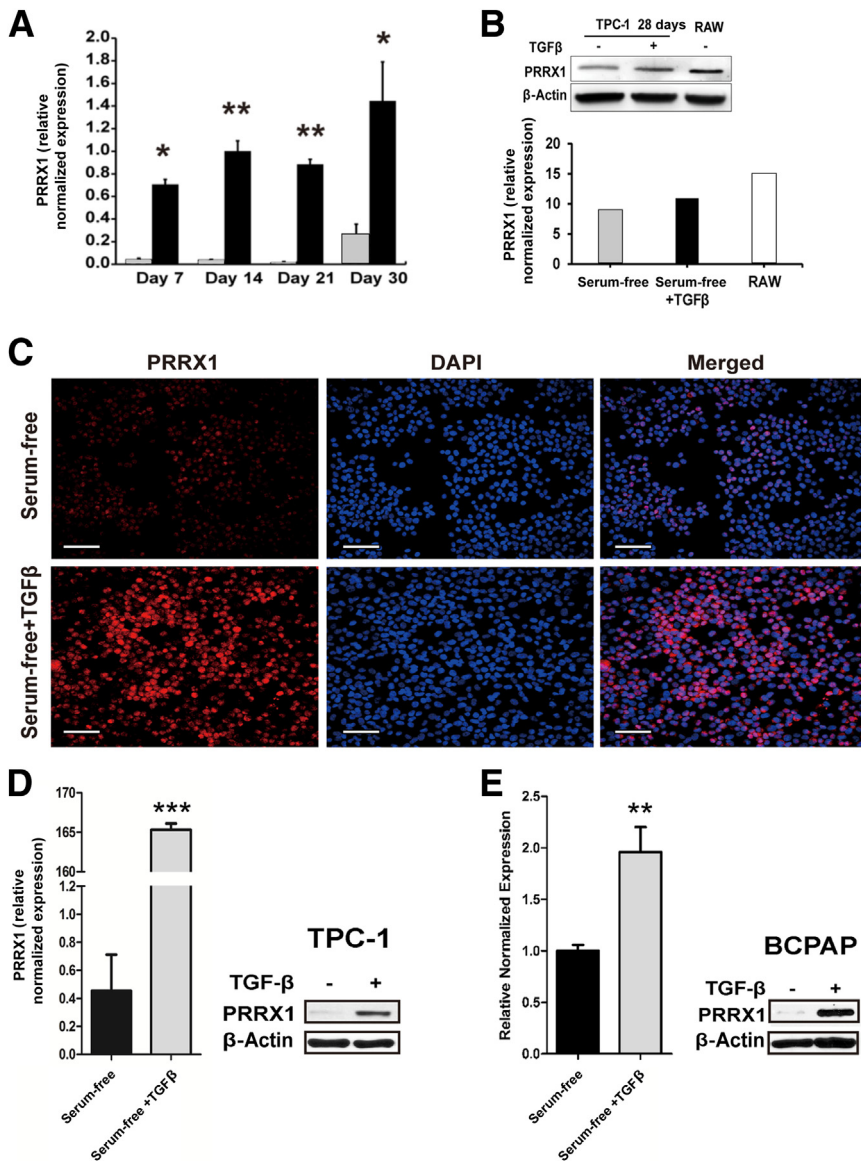 A
PRRX1 (relative
normalized expression)
2.0
1.8
1.6
1.4
1.2
1.0
0.8
0.6
0.4
0.2
0.0
*
**
**
*
Day 7 Day 14 Day 21 Day 30
B
TPC-1 28 days RAW
TGFβ - + -
PRRX1
β-Actin
PRRX1 (relative
normalized expression)
20
15
10
5
0
Serum-free Serum-free RAW
+TGFβ
C
PRRX1 DAPI Merged
Serum-free
Serum-free+TGFβ
D
PRRX1 (relative
normalized expression)
170
165
160
1.2
1.0
0.8
0.6
0.4
0.2
0.0
***
Serum-free
Serum-free +TGFβ
TPC-1
TGF-β - +
PRRX1
β-Actin
E
Relative Normalized Expression
2.5
2.0
1.5
1.0
0.5
0.0
**
Serum-free
Serum-free +TGFβ
BCPAP
TGF-β - +
PRRX1
β-Actin